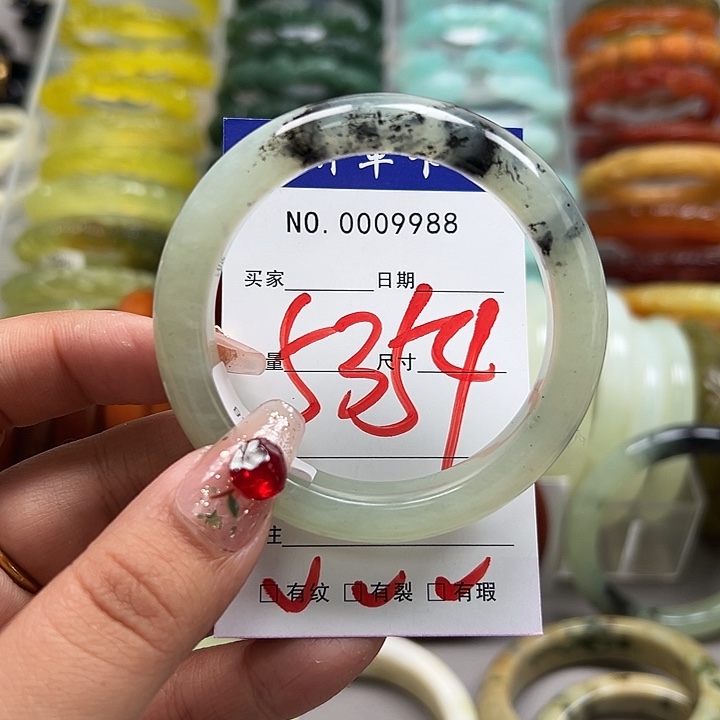 NO. 0009988
买家 日期
量 尺寸
5354
主
☐有纹 ☐有裂 ☐有瑕